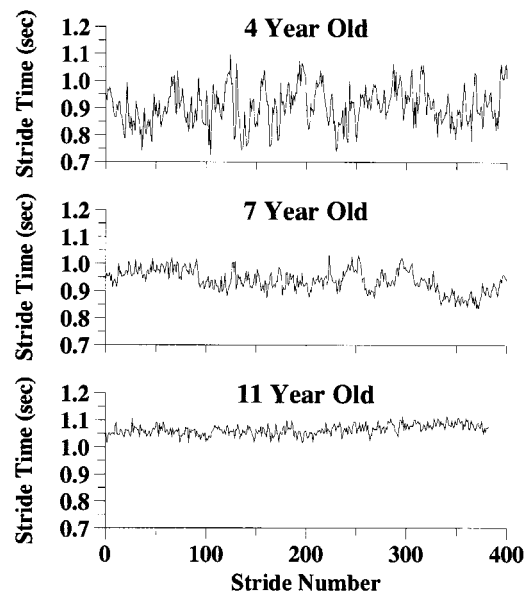 4 Year Old
Stride Time (sec)
1.2
1.1
1.0
0.9
0.8
0.7
7 Year Old
Stride Time (sec)
1.2
1.1
1.0
0.9
0.8
0.7
11 Year Old
Stride Time (sec)
1.2
1.1
1.0
0.9
0.8
0.7
0 100 200 300 400
Stride Number